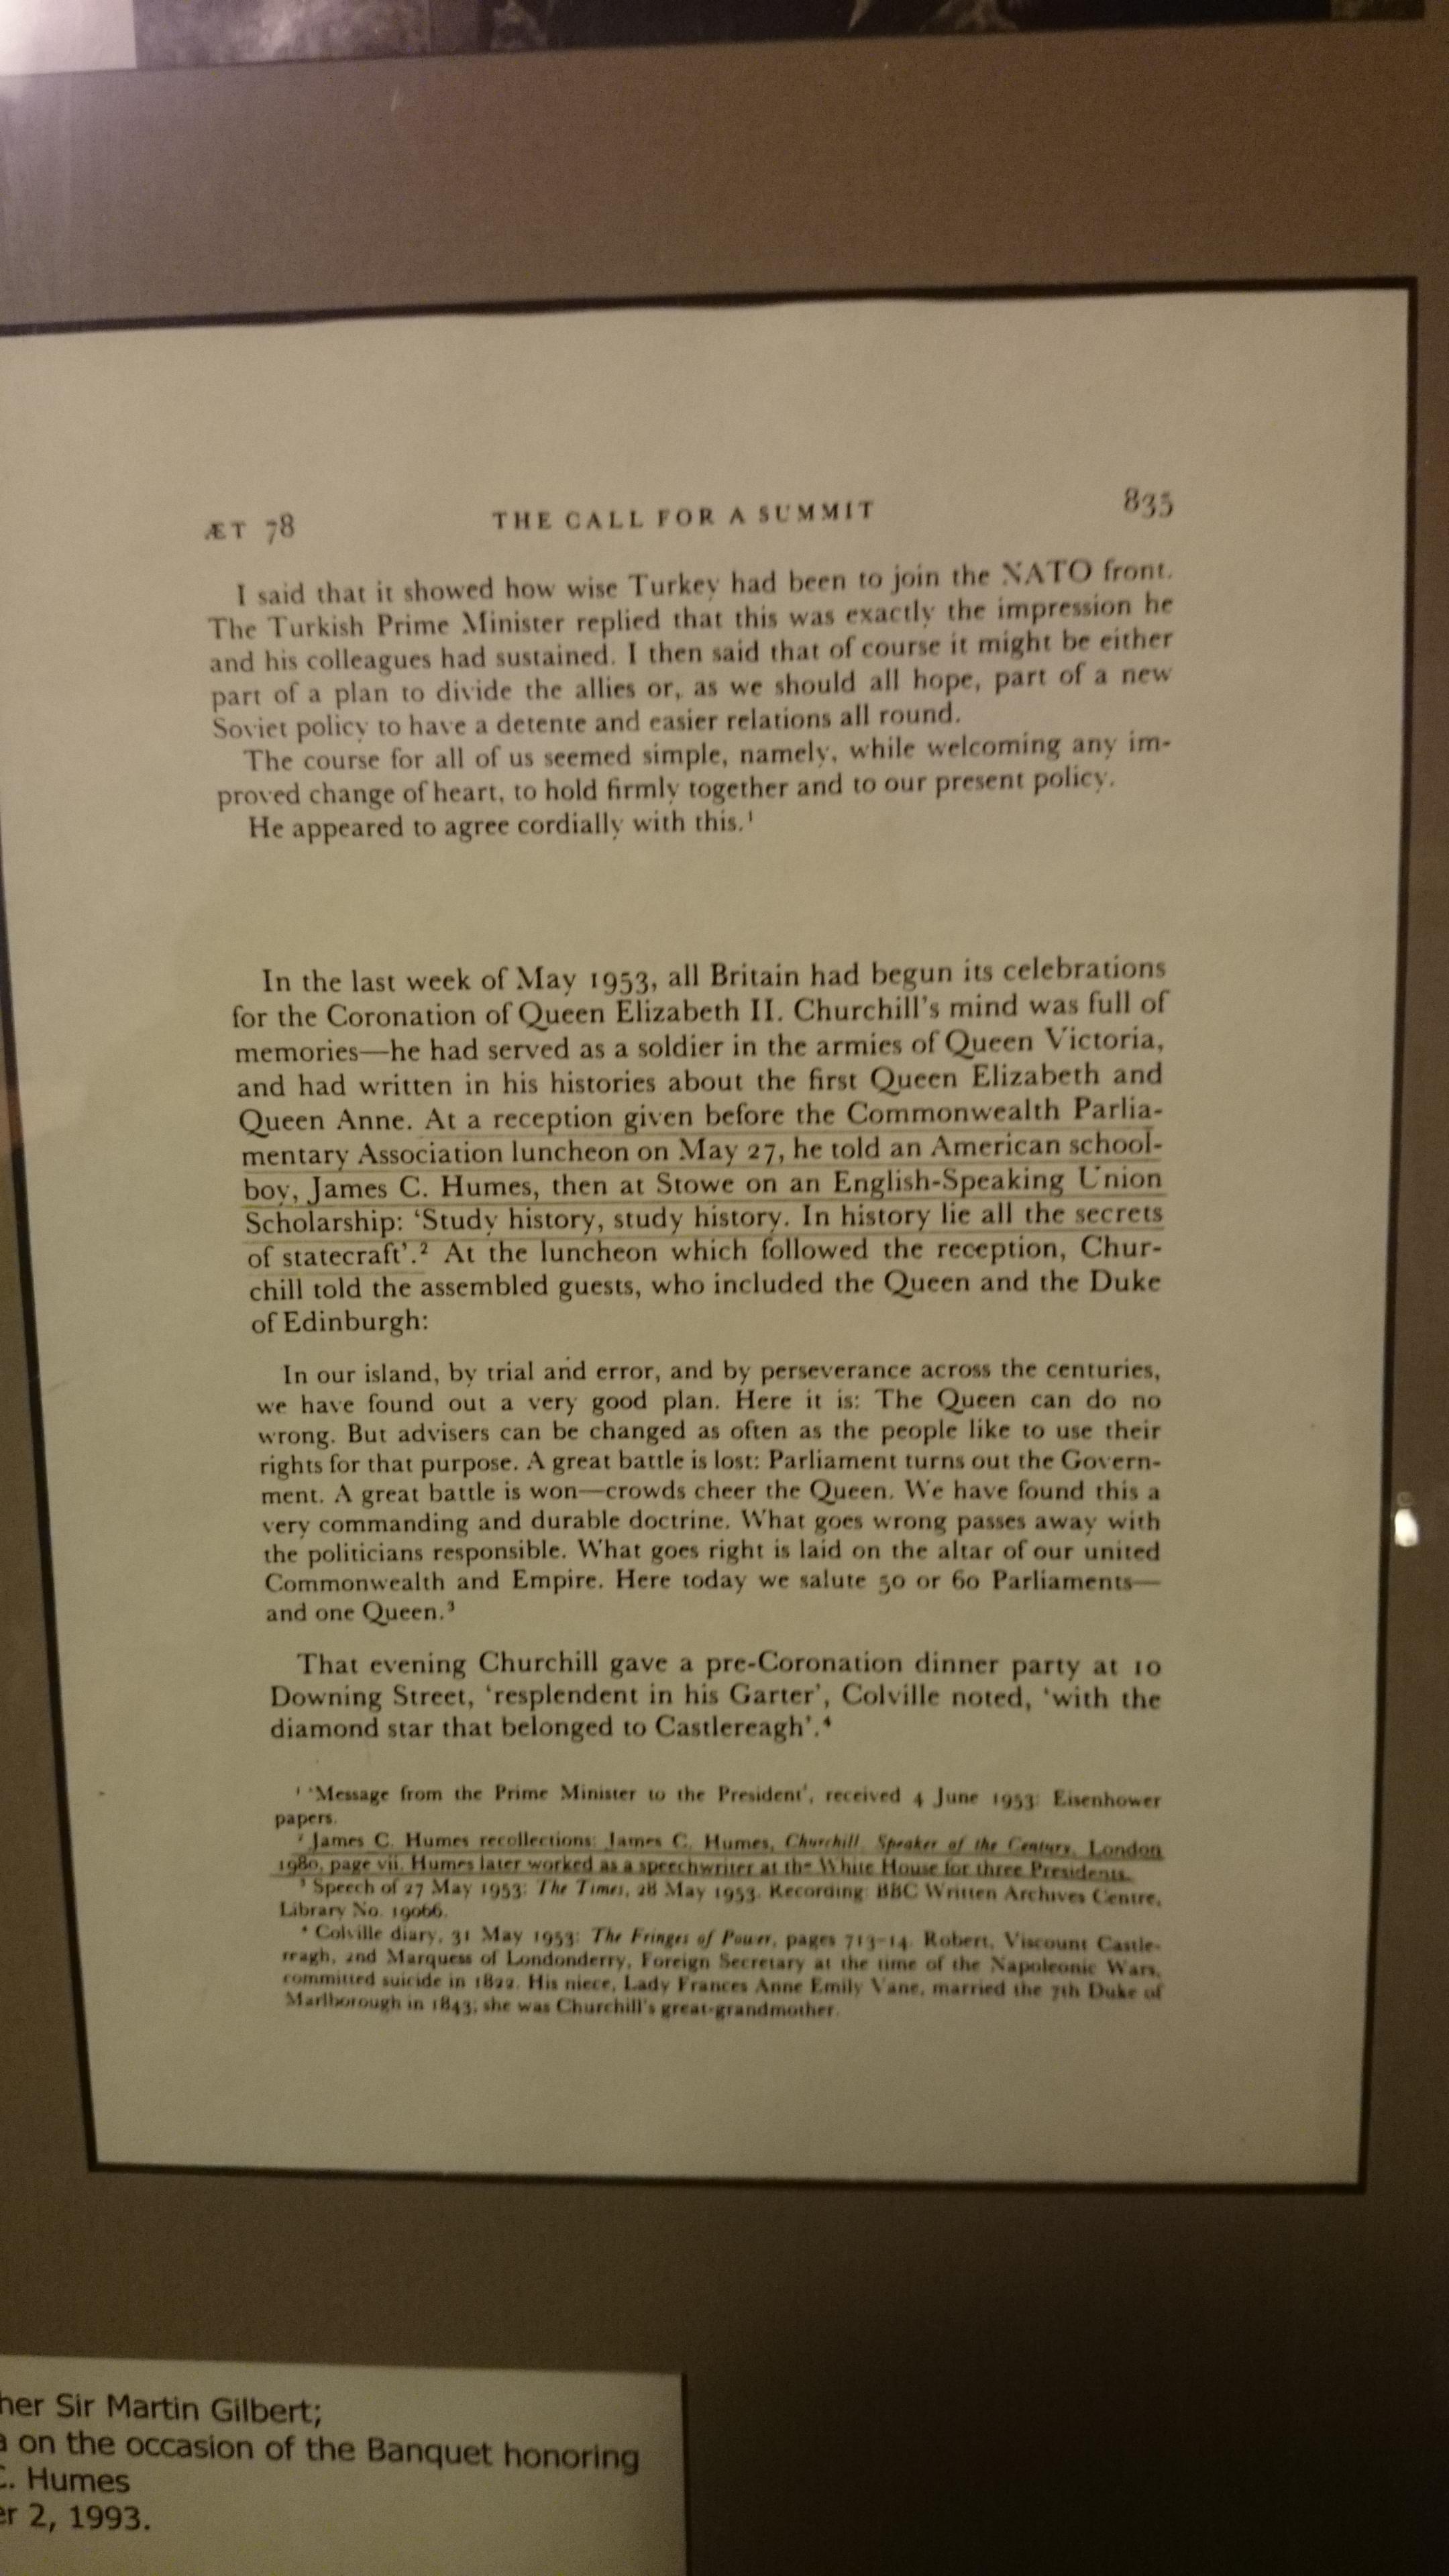 ÆT 78 THE CALL FOR A SUMMIT 835
I said that it showed how wise Turkey had been to join the NATO front.
The Turkish Prime Minister replied that this was exactly the impression he
and his colleagues had sustained. I then said that of course it might be either
part of a plan to divide the allies or, as we should all hope, part of a new
Soviet policy to have a detente and easier relations all round.
The course for all of us seemed simple, namely, while welcoming any im-
proved change of heart, to hold firmly together and to our present policy.
He appeared to agree cordially with this.¹
In the last week of May 1953, all Britain had begun its celebrations
for the Coronation of Queen Elizabeth II. Churchill's mind was full of
memories—he had served as a soldier in the armies of Queen Victoria,
and had written in his histories about the first Queen Elizabeth and
Queen Anne. At a reception given before the Commonwealth Parlia-
mentary Association luncheon on May 27, he told an American school-
boy, James C. Humes, then at Stowe on an English-Speaking Union
Scholarship: 'Study history, study history. In history lie all the secrets
of statecraft'.² At the luncheon which followed the reception, Chur-
chill told the assembled guests, who included the Queen and the Duke
of Edinburgh:
In our island, by trial and error, and by perseverance across the centuries,
we have found out a very good plan. Here it is: The Queen can do no
wrong. But advisers can be changed as often as the people like to use their
rights for that purpose. A great battle is lost: Parliament turns out the Govern-
ment. A great battle is won—crowds cheer the Queen. We have found this a
very commanding and durable doctrine. What goes wrong passes away with
the politicians responsible. What goes right is laid on the altar of our united
Commonwealth and Empire. Here today we salute 50 or 60 Parliaments—
and one Queen.³
That evening Churchill gave a pre-Coronation dinner party at 10
Downing Street, 'resplendent in his Garter', Colville noted, 'with the
diamond star that belonged to Castlereagh'.⁴
¹ 'Message from the Prime Minister to the President', received 4 June 1953: Eisenhower
papers.
² James C. Humes recollections: James C. Humes, Churchill, Speaker of the Century, London
1980, page vii. Humes later worked as a speechwriter at the White House for three Presidents.
³ Speech of 27 May 1953: The Times, 28 May 1953. Recording: BBC Written Archives Centre,
Library No. 19066.
⁴ Colville diary, 31 May 1953: The Fringes of Power, pages 713–14. Robert, Viscount Castle-
reagh, 2nd Marquess of Londonderry, Foreign Secretary at the time of the Napoleonic Wars,
committed suicide in 1822. His niece, Lady Frances Anne Emily Vane, married the 7th Duke of
Marlborough in 1843; she was Churchill's great-grandmother.
her Sir Martin Gilbert;
on the occasion of the Banquet honoring
C. Humes
er 2, 1993.